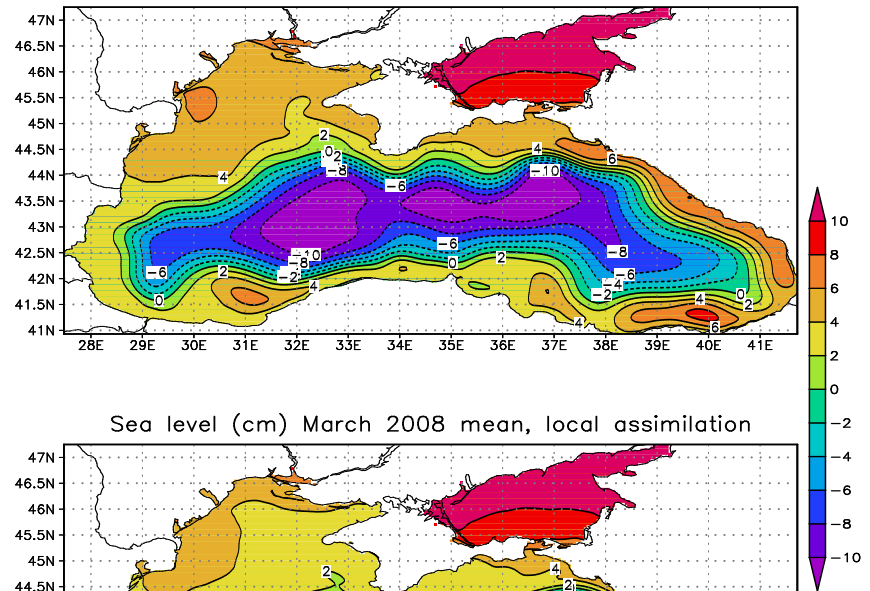 47N
46.5N
46N
45.5N
45N
44.5N
44N
43.5N
43N
42.5N
42N
41.5N
41N
28E 29E 30E 31E 32E 33E 34E 35E 36E 37E 38E 39E 40E 41E
2
0
2
-8
-6
4
4
6
-10
-6
-10
-8
-2
-6
0
2
4
0
2
-8
-6
-4
-2
4
0
2
4
6
10
8
6
4
2
0
-2
-4
-6
-8
-10
Sea level (cm) March 2008 mean, local assimilation
47N
46.5N
46N
45.5N
45N
44.5N
2
4
2